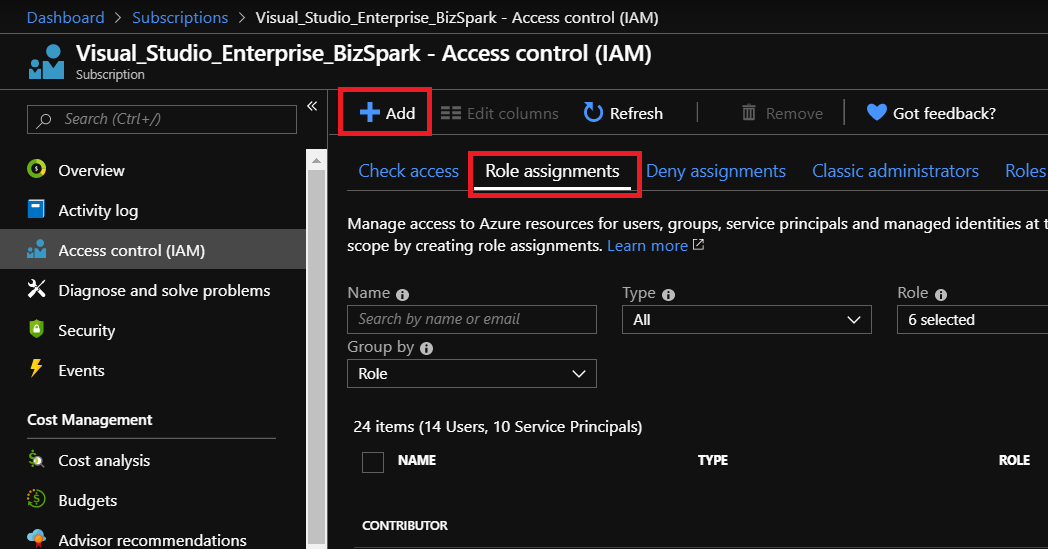 Dashboard > Subscriptions > Visual_Studio_Enterprise_BizSpark - Access control (IAM)
Visual_Studio_Enterprise_BizSpark - Access control (IAM)
Subscription
Search (Ctrl+/)
Overview
Activity log
Access control (IAM)
Diagnose and solve problems
Security
Events
Cost Management
Cost analysis
Budgets
Advisor recommendations
Add Edit columns Refresh Remove Got feedback?
Check access Role assignments Deny assignments Classic administrators Roles
Manage access to Azure resources for users, groups, service principals and managed identities at
scope by creating role assignments. Learn more
Name Type Role
Search by name or email All 6 selected
Group by
Role
24 items (14 Users, 10 Service Principals)
NAME TYPE ROLE
CONTRIBUTOR